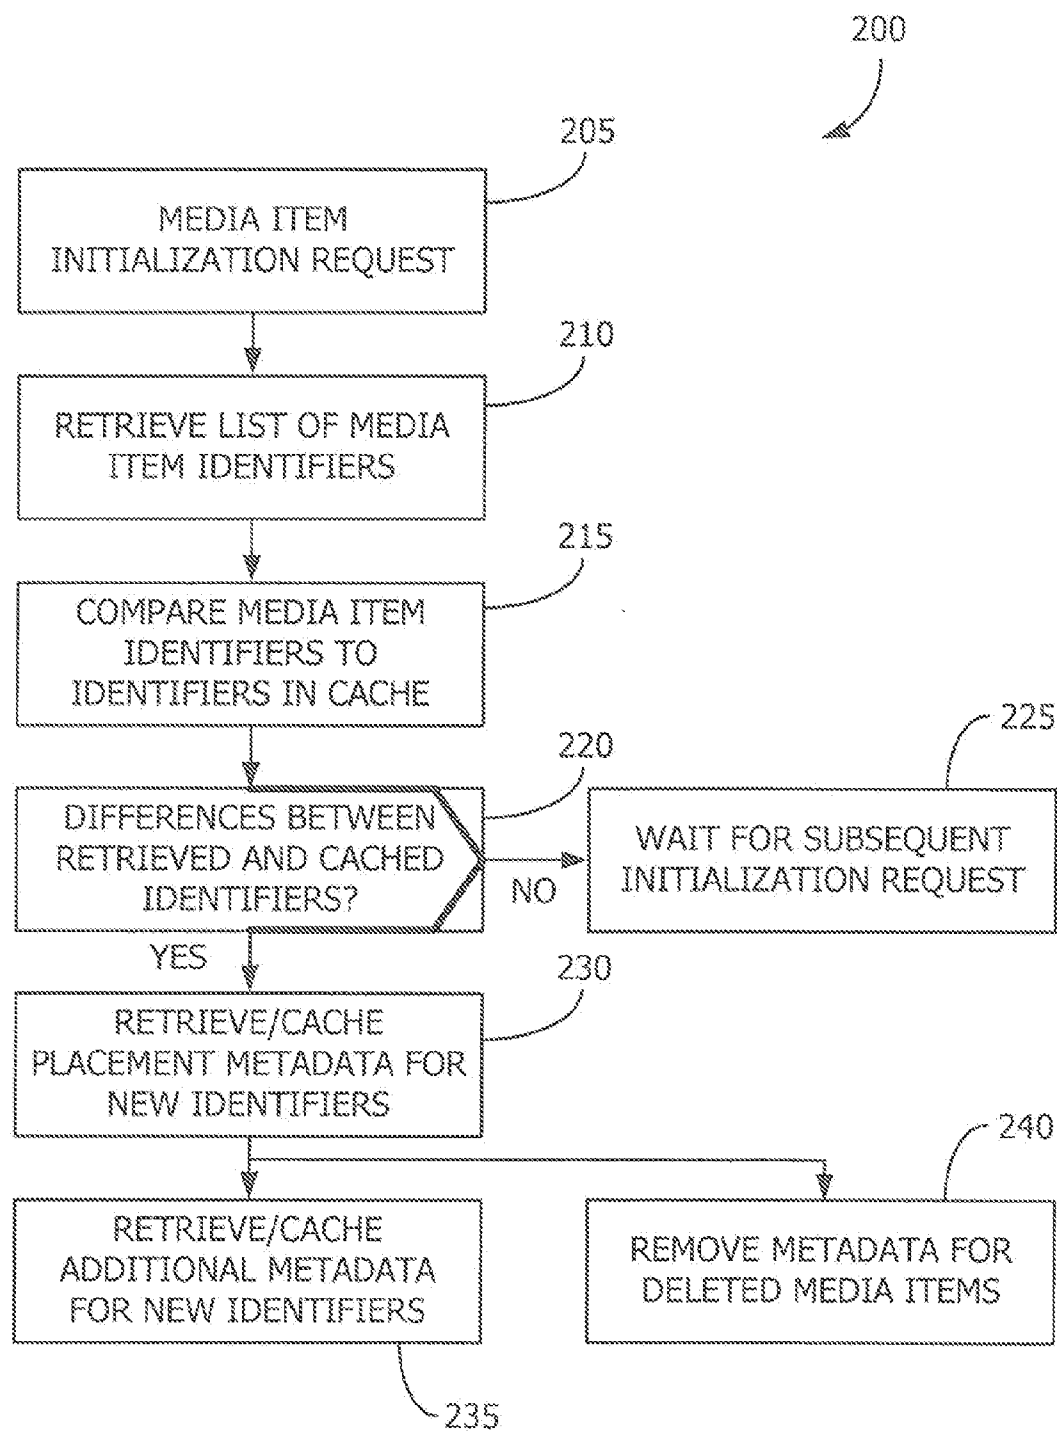 200
205
MEDIA ITEM
INITIALIZATION REQUEST
210
RETRIEVE LIST OF MEDIA
ITEM IDENTIFIERS
215
COMPARE MEDIA ITEM
IDENTIFIERS TO
IDENTIFIERS IN CACHE
220
DIFFERENCES BETWEEN
RETRIEVED AND CACHED
IDENTIFIERS?
NO
225
WAIT FOR SUBSEQUENT
INITIALIZATION REQUEST
YES
230
RETRIEVE/CACHE
PLACEMENT METADATA FOR
NEW IDENTIFIERS
RETRIEVE/CACHE
ADDITIONAL METADATA
FOR NEW IDENTIFIERS
235
240
REMOVE METADATA FOR
DELETED MEDIA ITEMS